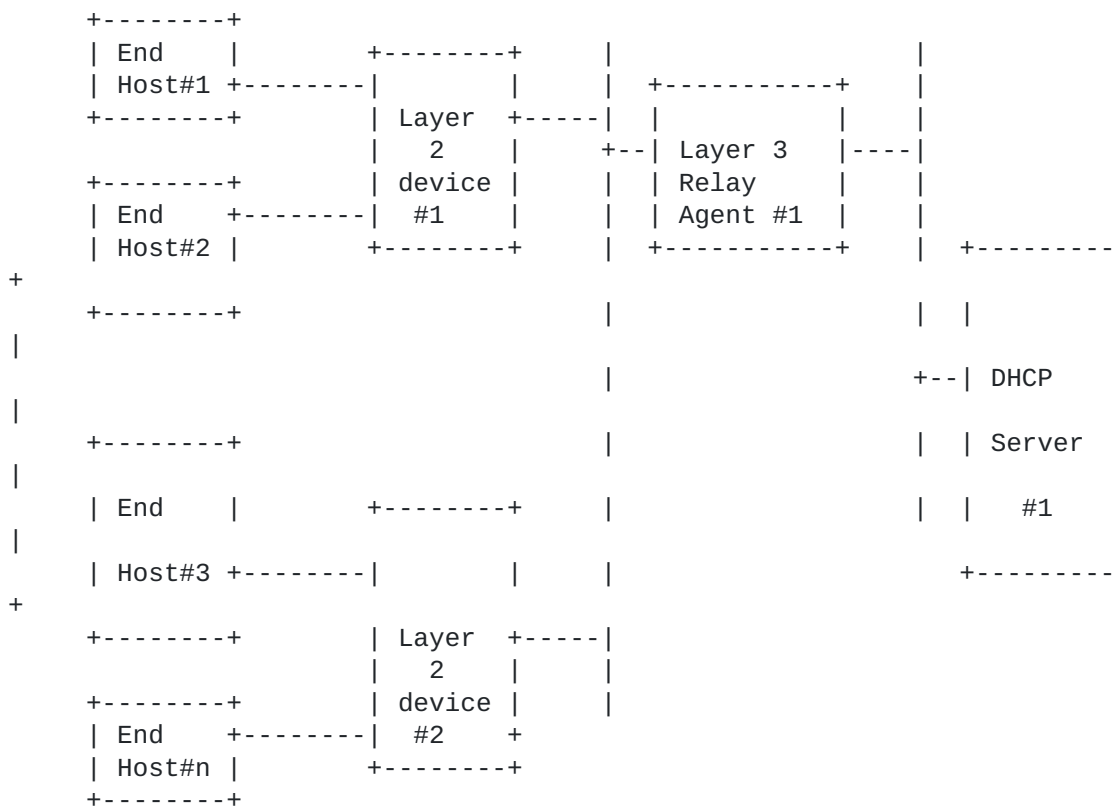 +--------+
| End    |         +--------+     |                   |
| Host#1 +--------|        |     |  +-----------+    |
+--------+        | Layer  +-----|  |           |    |
                  |   2    |     +--| Layer 3   |----|
+--------+        | device |     |  | Relay     |    |
| End    +--------|  #1    |     |  | Agent #1  |    |
| Host#2 |        +--------+     |  +-----------+    |  +---------
+
+--------+                       |                   |  |
|
                                 |                   +--| DHCP
|
+--------+                       |                   |  | Server
|
| End    |        +--------+     |                   |  |   #1
|
| Host#3 +--------|        |     |                      +---------
+
+--------+        | Layer  +-----|
                  |   2    |     |
+--------+        | device |     |
| End    +--------|  #2    +
| Host#n |        +--------+
+--------+